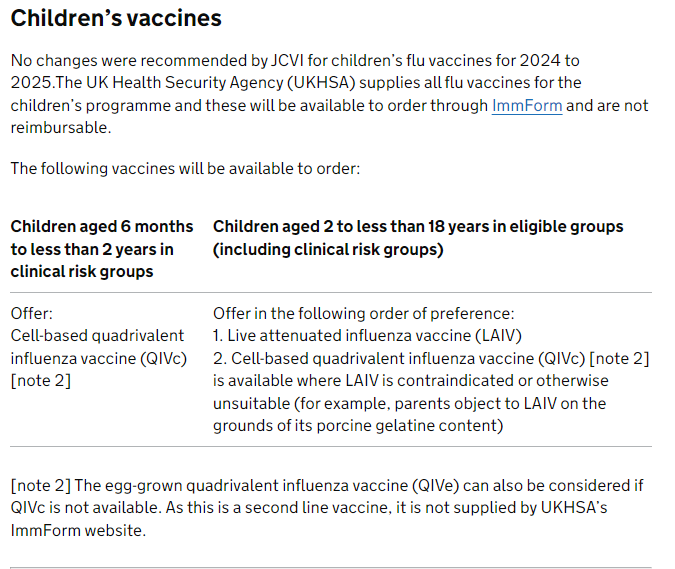 Children’s vaccines
No changes were recommended by JCVI for children’s flu vaccines for 2024 to
2025.The UK Health Security Agency (UKHSA) supplies all flu vaccines for the
children’s programme and these will be available to order through ImmForm and are not
reimbursable.
The following vaccines will be available to order:
Children aged 6 months
to less than 2 years in
clinical risk groups
Children aged 2 to less than 18 years in eligible groups
(including clinical risk groups)
Offer:
Cell-based quadrivalent
influenza vaccine (QIVc)
[note 2]
Offer in the following order of preference:
1. Live attenuated influenza vaccine (LAIV)
2. Cell-based quadrivalent influenza vaccine (QIVc) [note 2]
is available where LAIV is contraindicated or otherwise
unsuitable (for example, parents object to LAIV on the
grounds of its porcine gelatine content)
[note 2] The egg-grown quadrivalent influenza vaccine (QIVe) can also be considered if
QIVc is not available. As this is a second line vaccine, it is not supplied by UKHSA’s
ImmForm website.